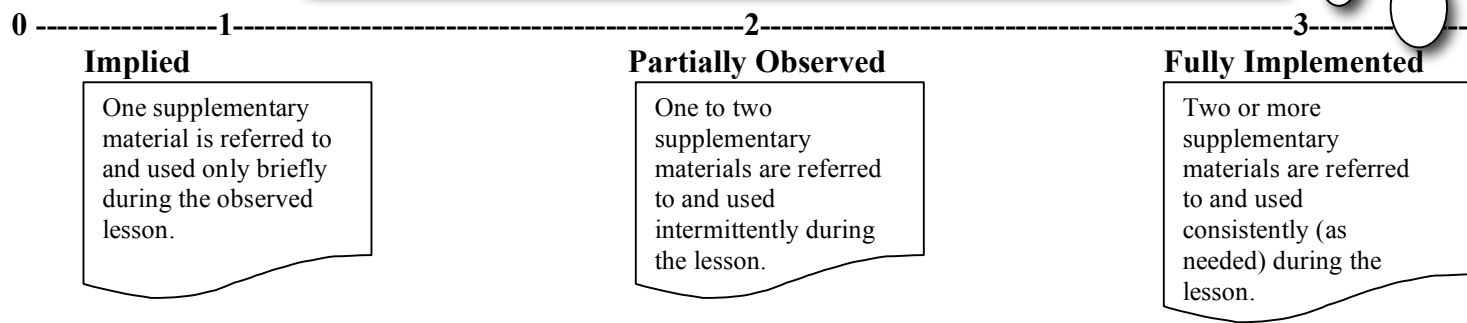 0 -----------------1-------------------------------------------------2--------------------------------------------------3--------------
Implied
One supplementary
material is referred to
and used only briefly
during the observed
lesson.
Partially Observed
One to two
supplementary
materials are referred
to and used
intermittently during
the lesson.
Fully Implemented
Two or more
supplementary
materials are referred
to and used
consistently (as
needed) during the
lesson.